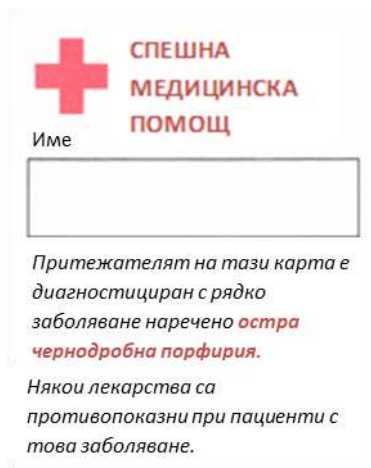 СПЕШНА
МЕДИЦИНСКА
ПОМОЩ
Име
Притежателят на тази карта е
диагностициран с рядко
заболяване наречено остра
чернодробна порфирия.
Някои лекарства са
противопоказни при пациенти с
това заболяване.